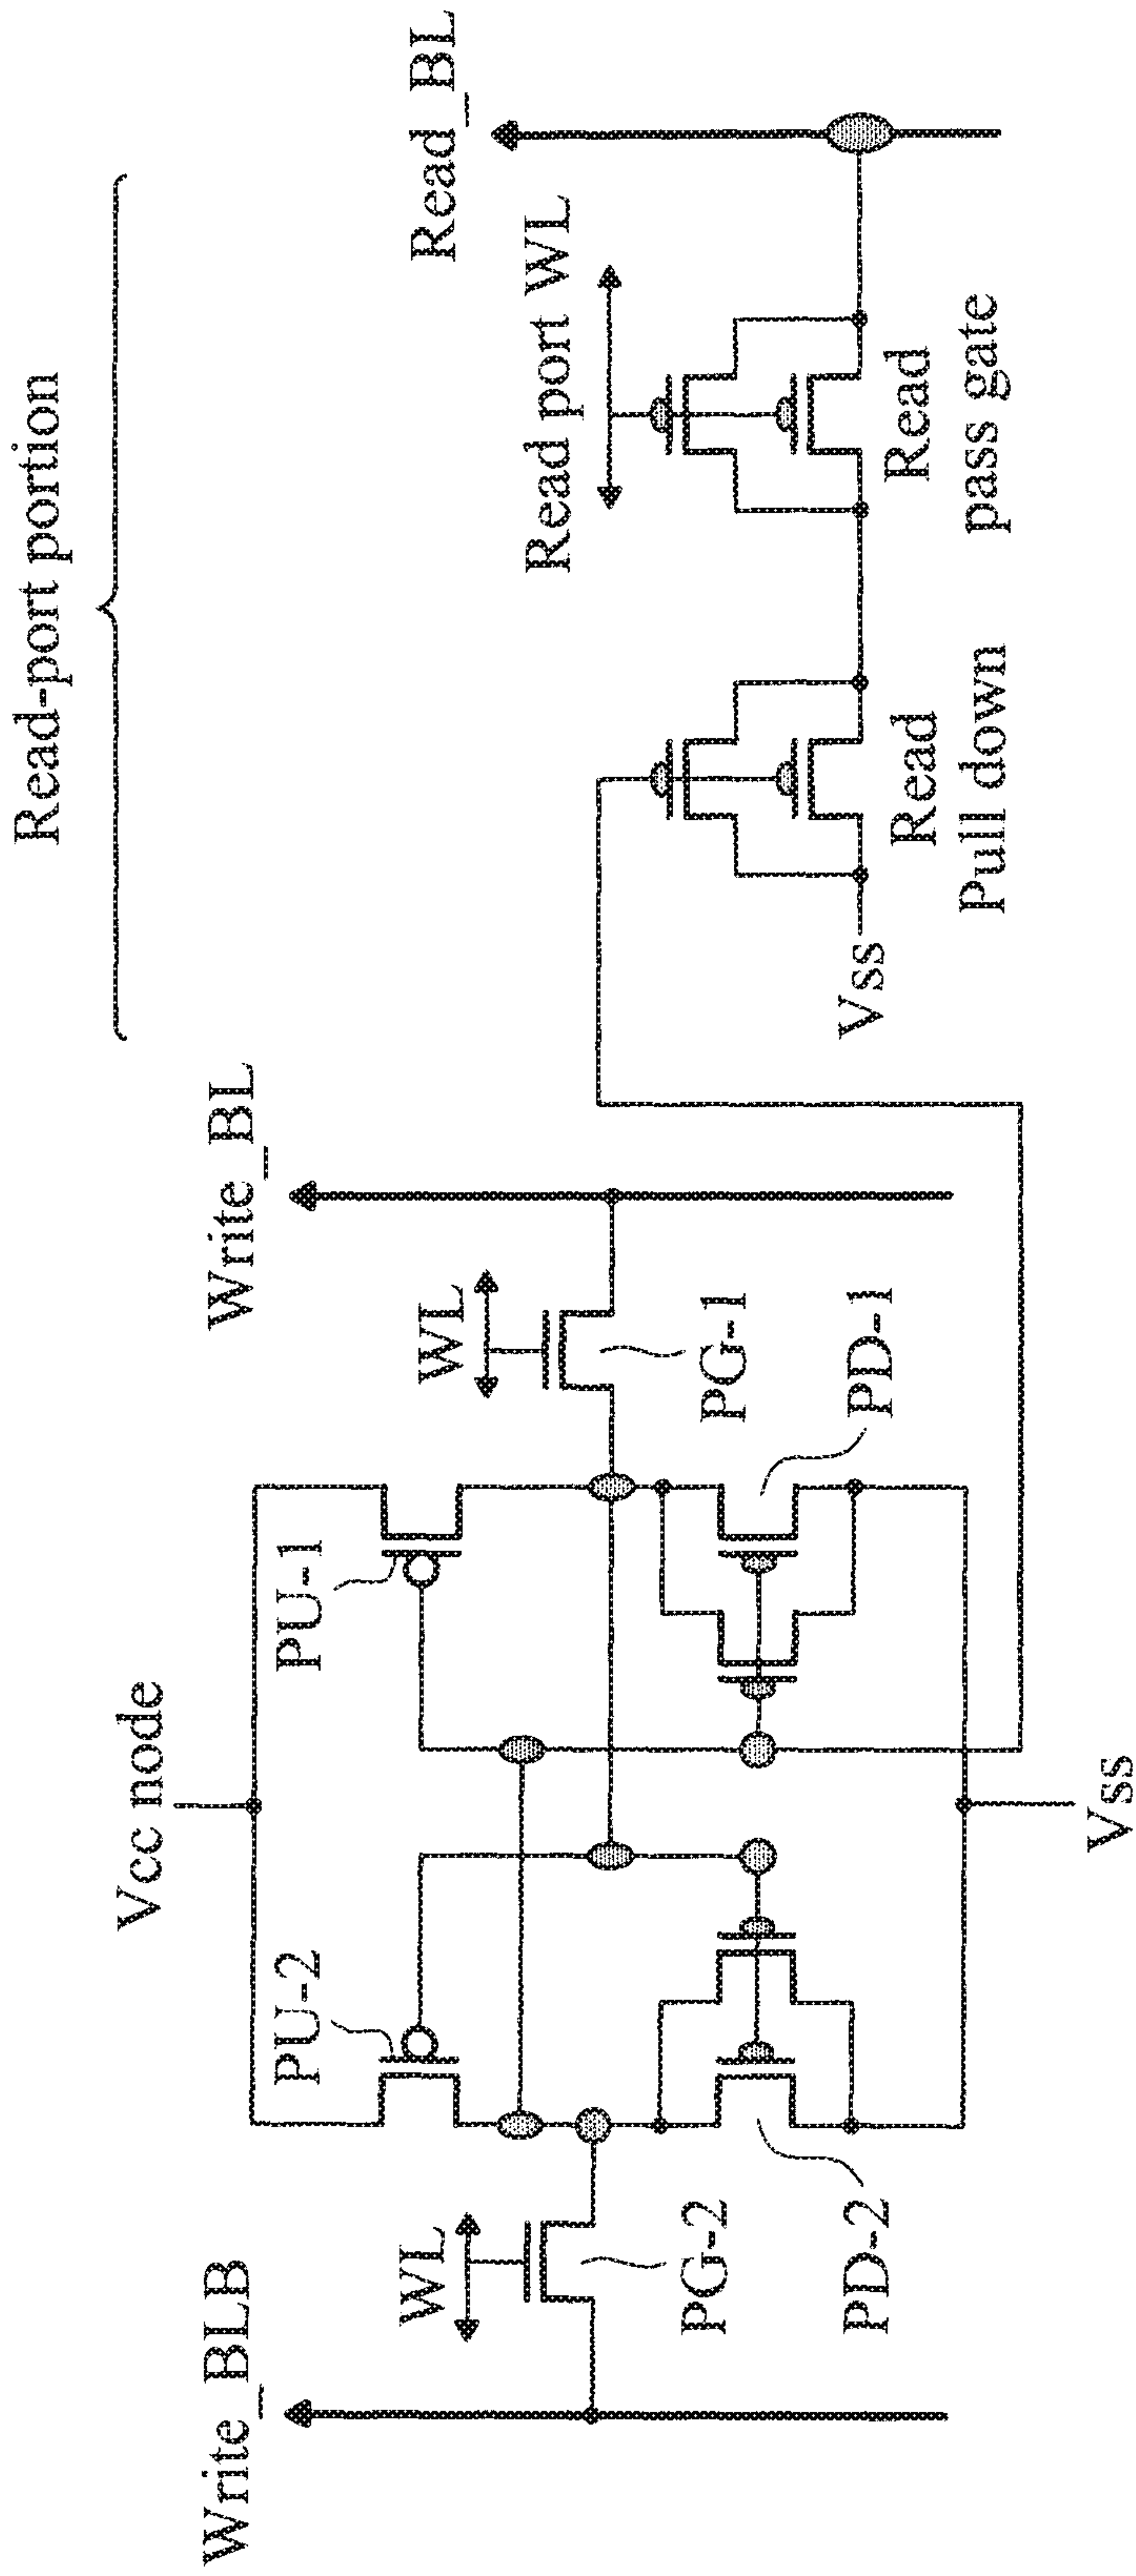 Read-port portion
Vcc node
Write_BLB
Write_BL
Read_BL
PU-2
PU-1
WL
WL
Read port WL
PG-2
PG-1
PD-2
PD-1
Vss
Read
Pull down
Read
pass gate
Vss